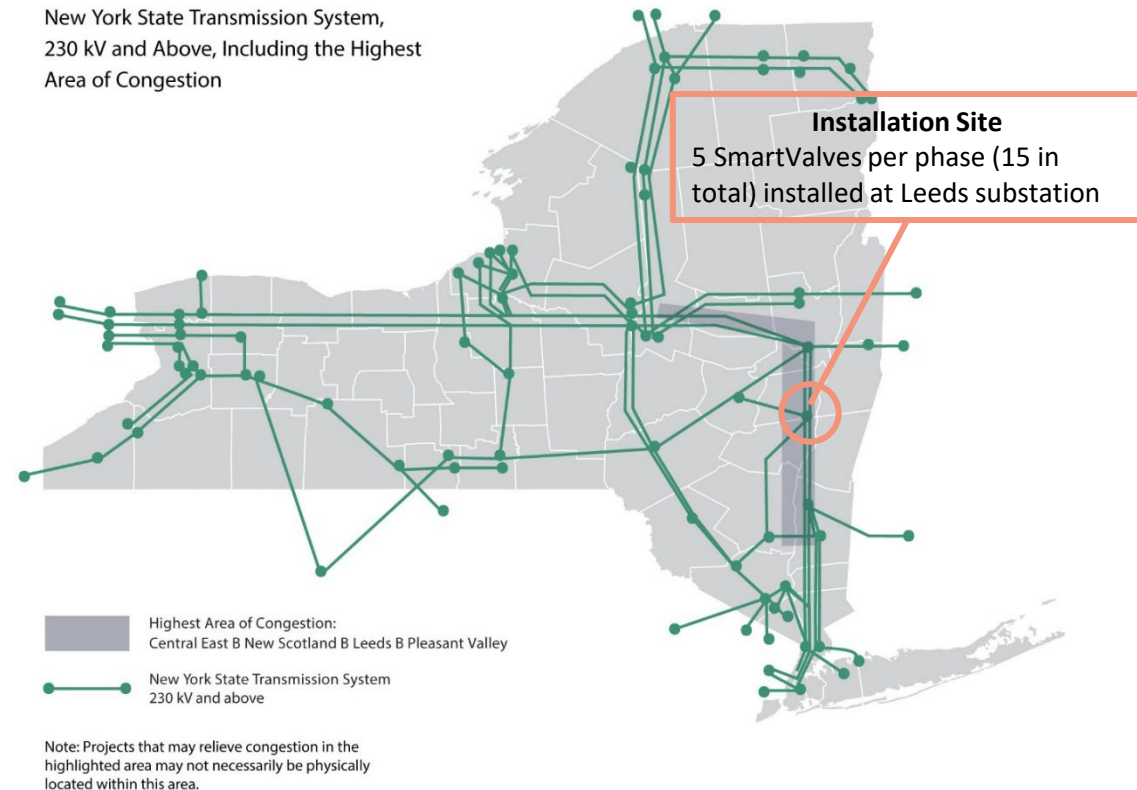 New York State Transmission System,
230 kV and Above, Including the Highest
Area of Congestion
Installation Site
5 SmartValves per phase (15 in
total) installed at Leeds substation
Highest Area of Congestion:
Central East B New Scotland B Leeds B Pleasant Valley
New York State Transmission System
230 kV and above
Note: Projects that may relieve congestion in the
highlighted area may not necessarily be physically
located within this area.